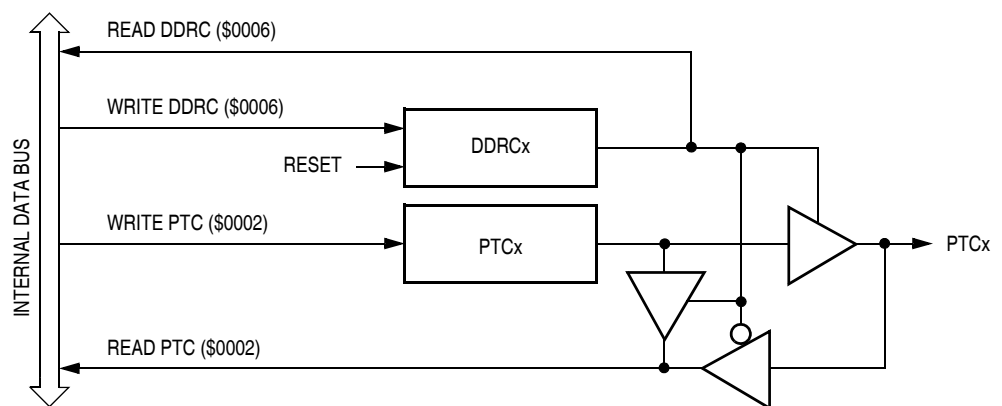 READ DDRC ($0006)
WRITE DDRC ($0006)
DDRCx
RESET
INTERNAL DATA BUS
WRITE PTC ($0002)
PTCx
PTCx
READ PTC ($0002)